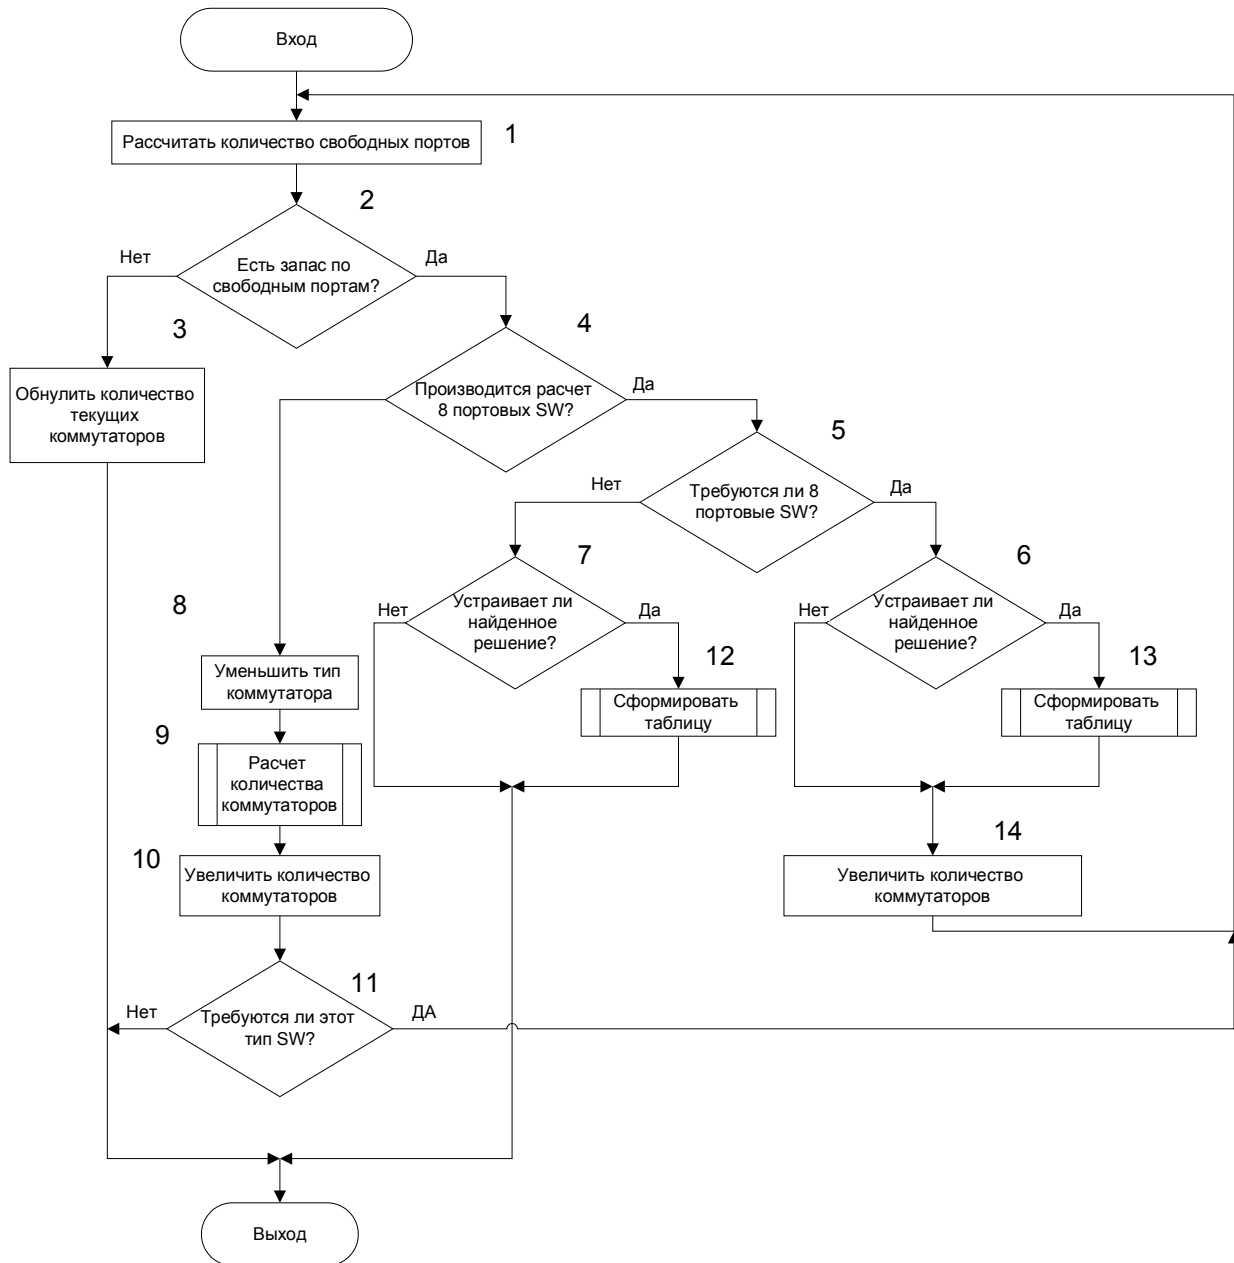 Вход
Рассчитать количество свободных портов
1
2
Нет
Да
Есть запас по
свободным портам?
3
4
Обнулить количество
текущих
коммутаторов
Производится расчет
8 портовых SW?
Да
5
Нет
Да
Требуются ли 8
портовые SW?
7
6
8
Нет
Устраивает ли
найденное
решение?
Да
Нет
Устраивает ли
найденное
решение?
Да
12
13
Уменьшить тип
коммутатора
Сформировать
таблицу
Сформировать
таблицу
9
Расчет
количества
коммутаторов
10
14
Увеличить количество
коммутаторов
Увеличить количество
коммутаторов
11
Нет
Требуются ли этот
тип SW?
ДА
Выход